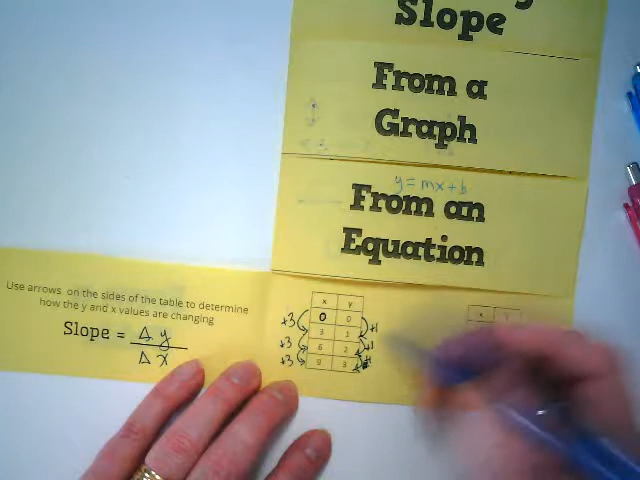 Slope
From a
Graph
y = mx + b
From an
Equation
Use arrows on the sides of the table to determine
how the y and x values are changing
Slope = Δy
Δx
x y
0 0
3 1
6 2
9 3
+3
+3
+3
+1
+1
+1
x